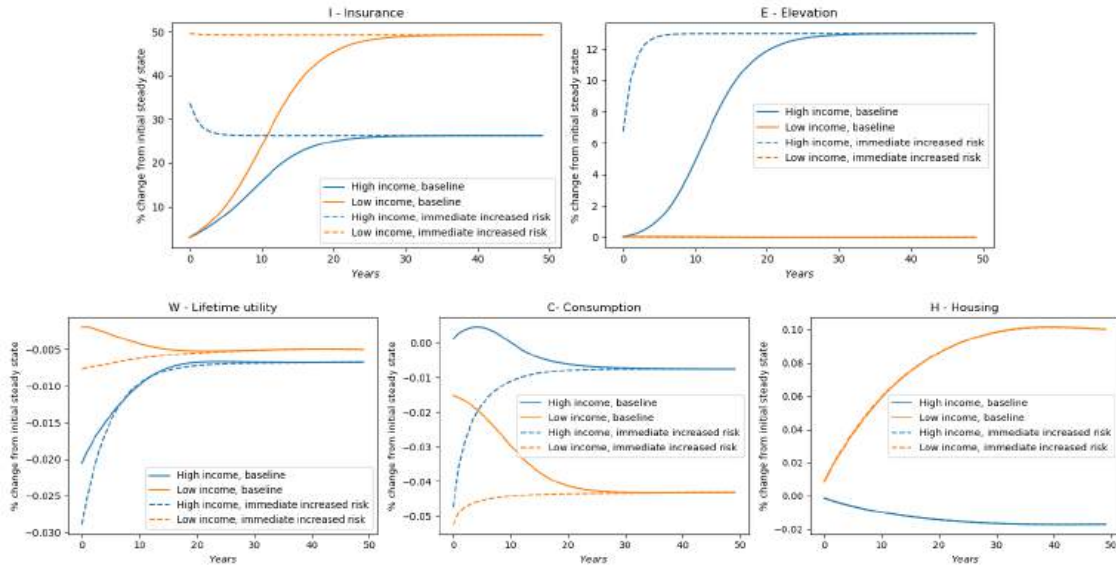 I - Insurance
% change from initial steady state
50
40
30
20
10
0
10
20
30
40
50
Years
High income, baseline
Low income, baseline
High income, immediate increased risk
Low income, immediate increased risk
E - Elevation
% change from initial steady state
12
10
8
6
4
2
0
0
10
20
30
40
50
Years
High income, baseline
Low income, baseline
High income, immediate increased risk
Low income, immediate increased risk
W - Lifetime utility
% change from initial steady state
−0.005
−0.010
−0.015
−0.020
−0.025
−0.030
0
10
20
30
40
50
Years
High income, baseline
Low income, baseline
High income, immediate increased risk
Low income, immediate increased risk
C- Consumption
% change from initial steady state
0.00
−0.01
−0.02
−0.03
−0.04
−0.05
0
10
20
30
40
50
Years
High income, baseline
Low income, baseline
High income, immediate increased risk
Low income, immediate increased risk
H - Housing
% change from initial steady state
0.10
0.08
0.06
0.04
0.02
0.00
−0.02
0
10
20
30
40
50
Years
High income, baseline
Low income, baseline
High income, immediate increased risk
Low income, immediate increased risk